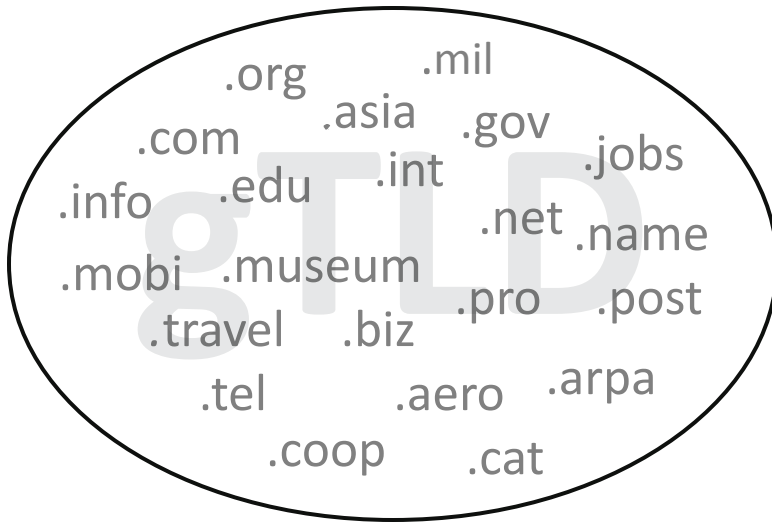 .org
.mil
.asia
.com
.gov
.jobs
.int
.edu
.info
.net
.name
.mobi
.museum
gTLD
.pro
.post
.travel
.biz
.arpa
.tel
.aero
.coop
.cat